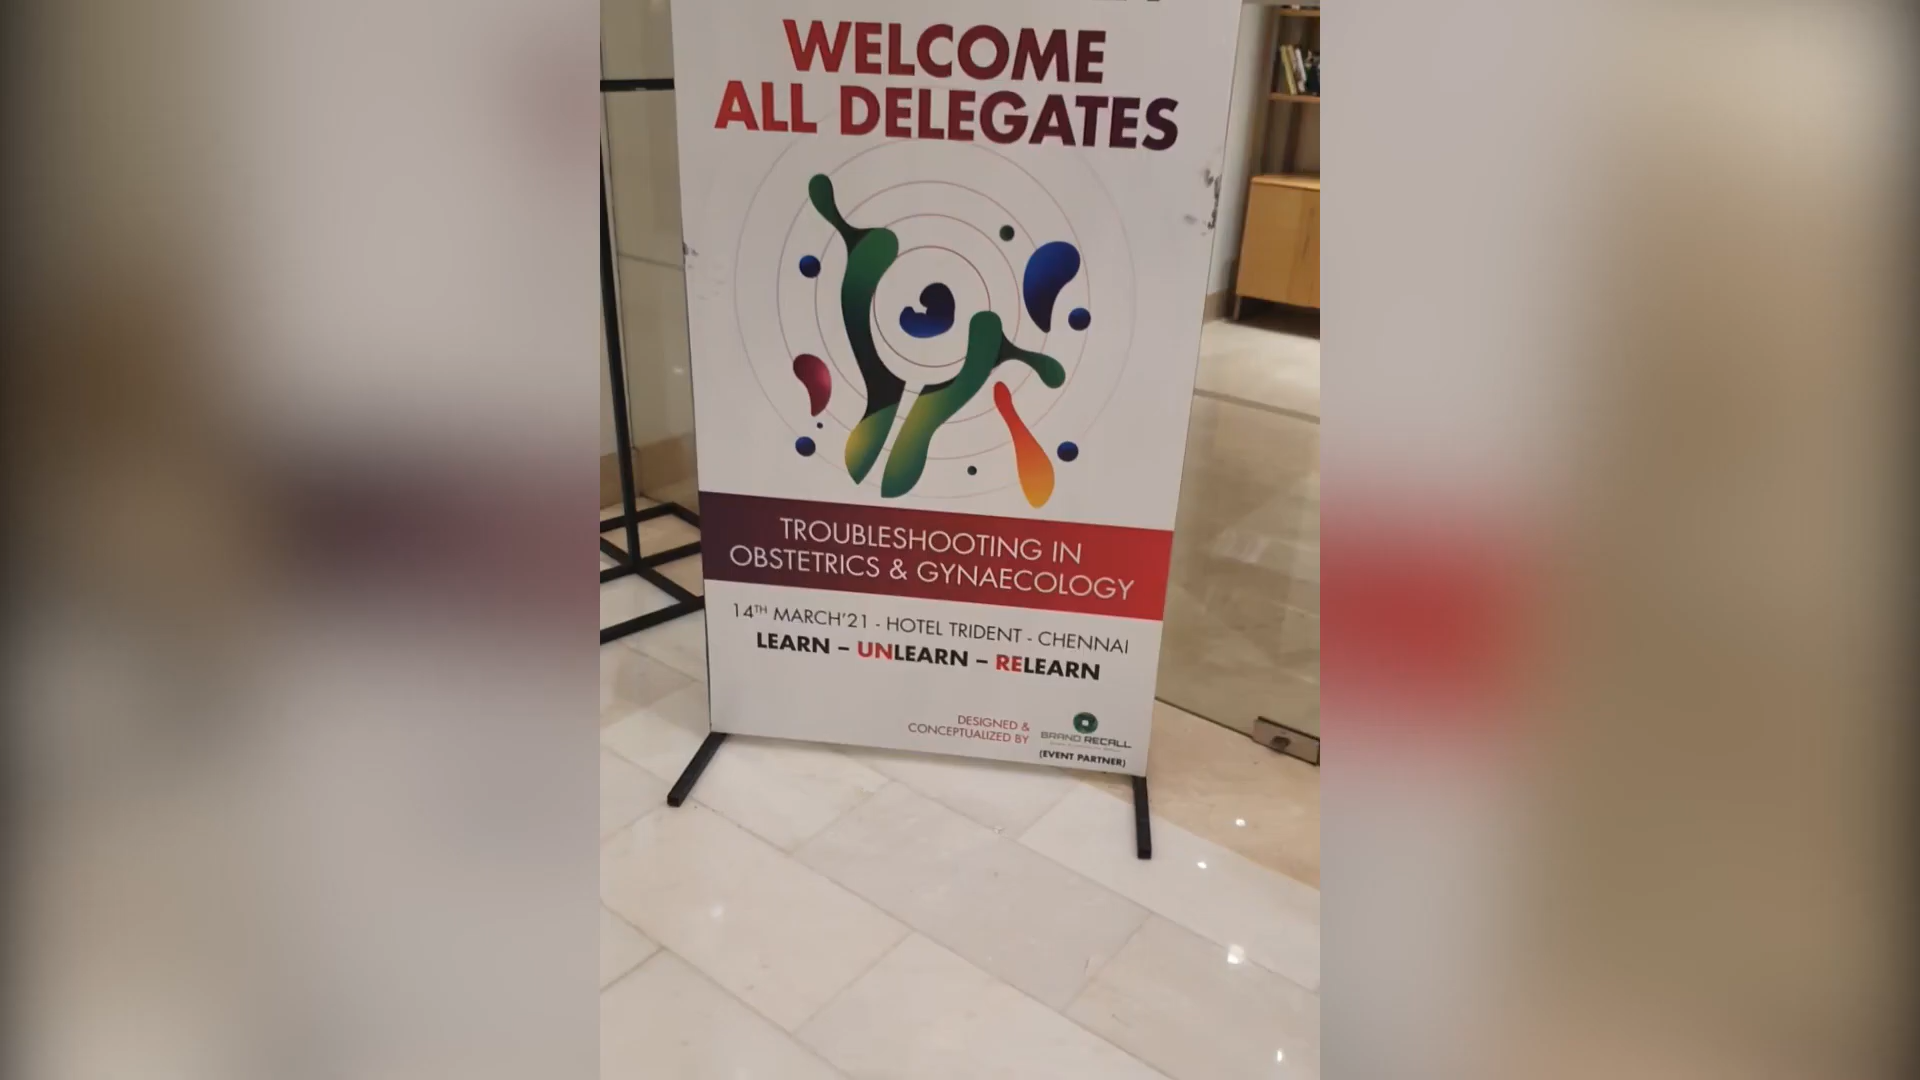 WELCOME
ALL DELEGATES
TROUBLESHOOTING IN
OBSTETRICS & GYNAECOLOGY
14TH MARCH'21 - HOTEL TRIDENT - CHENNAI
LEARN – UNLEARN – RELEARN
DESIGNED &
CONCEPTUALIZED BY
BRAND RECALL
(EVENT PARTNER)